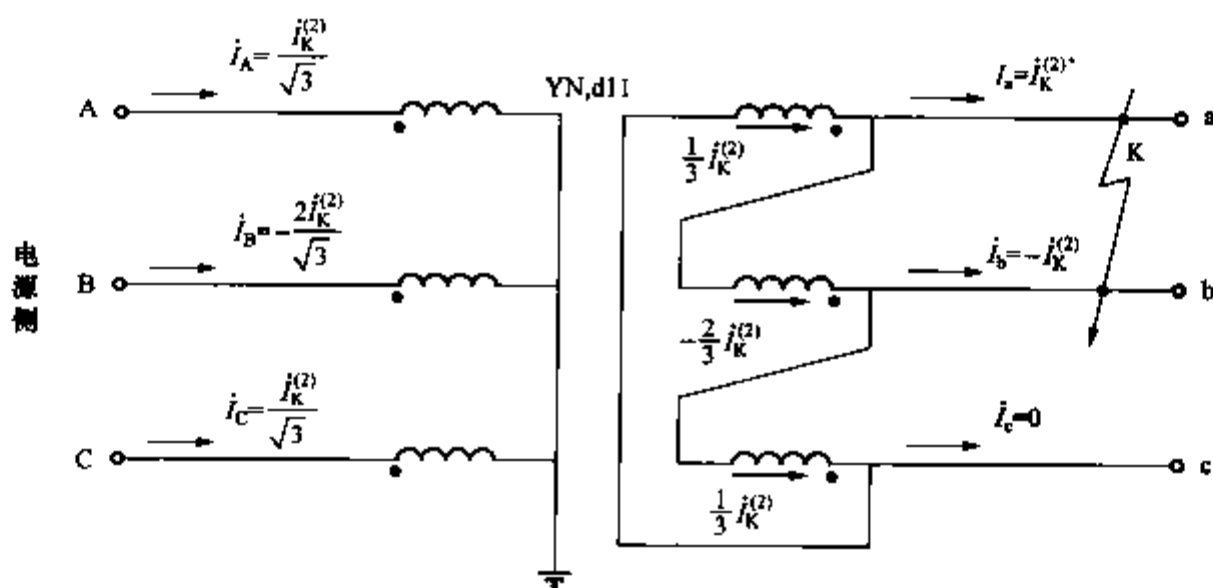 İ_A = İ_K^(2) / √3
A
YN,d11
I_a = İ_K^(2)*
a
1/3 İ_K^(2)
K
İ_B = − 2İ_K^(2) / √3
B
İ_b = −İ_K^(2)
b
−2/3 İ_K^(2)
电源侧
İ_C = İ_K^(2) / √3
C
İ_c = 0
c
1/3 İ_K^(2)